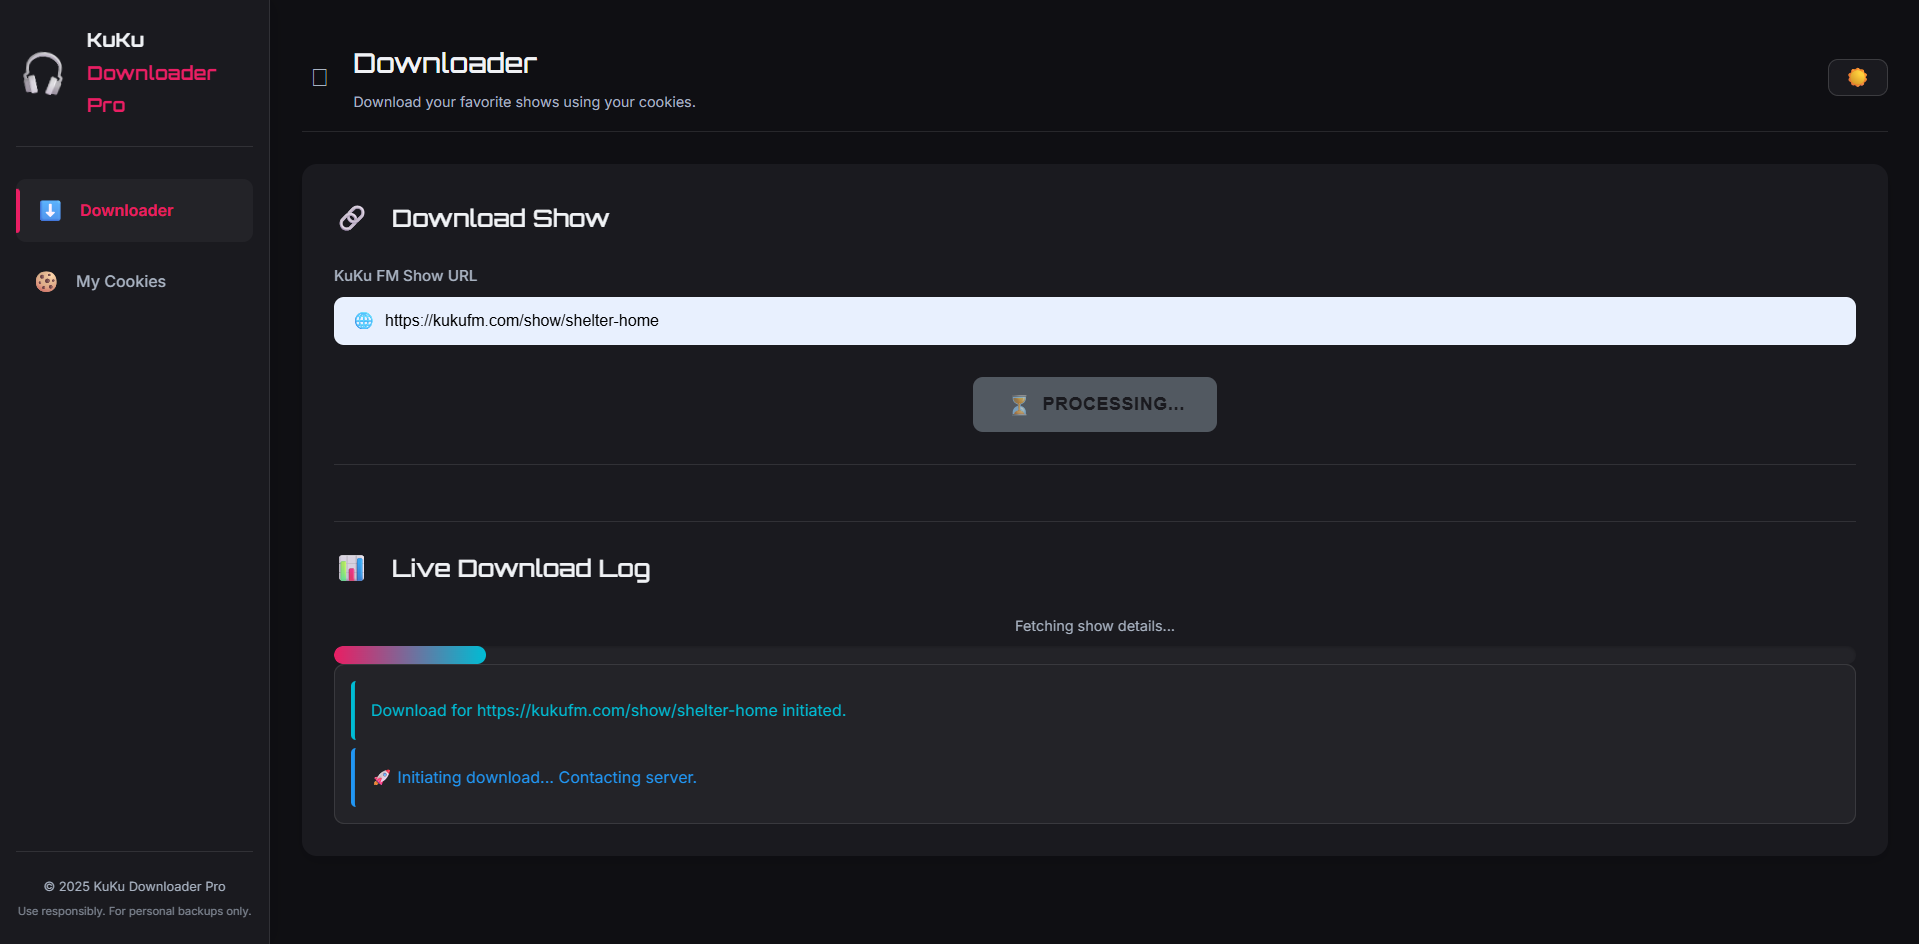 KuKu
Downloader
Pro
Downloader
My Cookies
© 2025 KuKu Downloader Pro
Use responsibly. For personal backups only.
Downloader
Download your favorite shows using your cookies.
Download Show
KuKu FM Show URL
https://kukufm.com/show/shelter-home
PROCESSING...
Live Download Log
Fetching show details...
Download for https://kukufm.com/show/shelter-home initiated.
🚀 Initiating download... Contacting server.